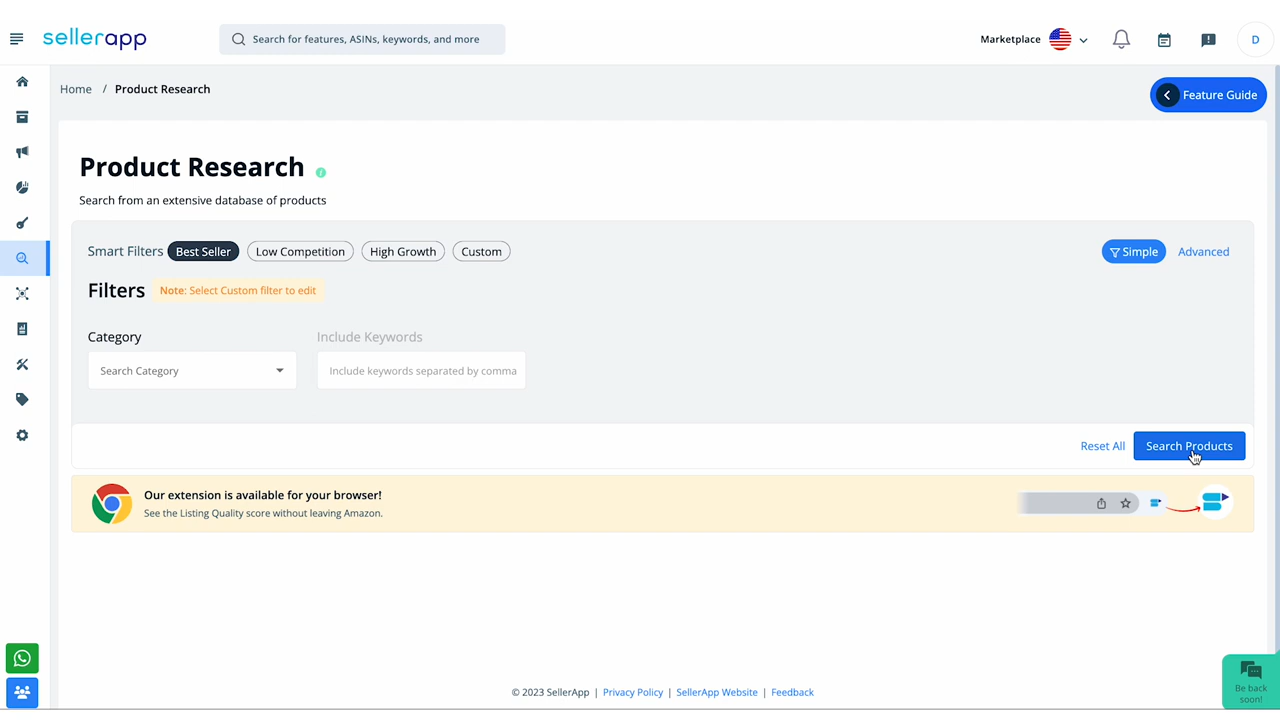 sellerapp
Search for features, ASINs, keywords, and more
Marketplace
D
Home / Product Research
Feature Guide
Product Research
Search from an extensive database of products
Smart Filters Best Seller Low Competition High Growth Custom
Simple Advanced
Filters Note: Select Custom filter to edit
Category Include Keywords
Search Category Include keywords separated by comma
Reset All Search Products
Our extension is available for your browser!
See the Listing Quality score without leaving Amazon.
© 2023 SellerApp | Privacy Policy | SellerApp Website | Feedback
Be back
soon!